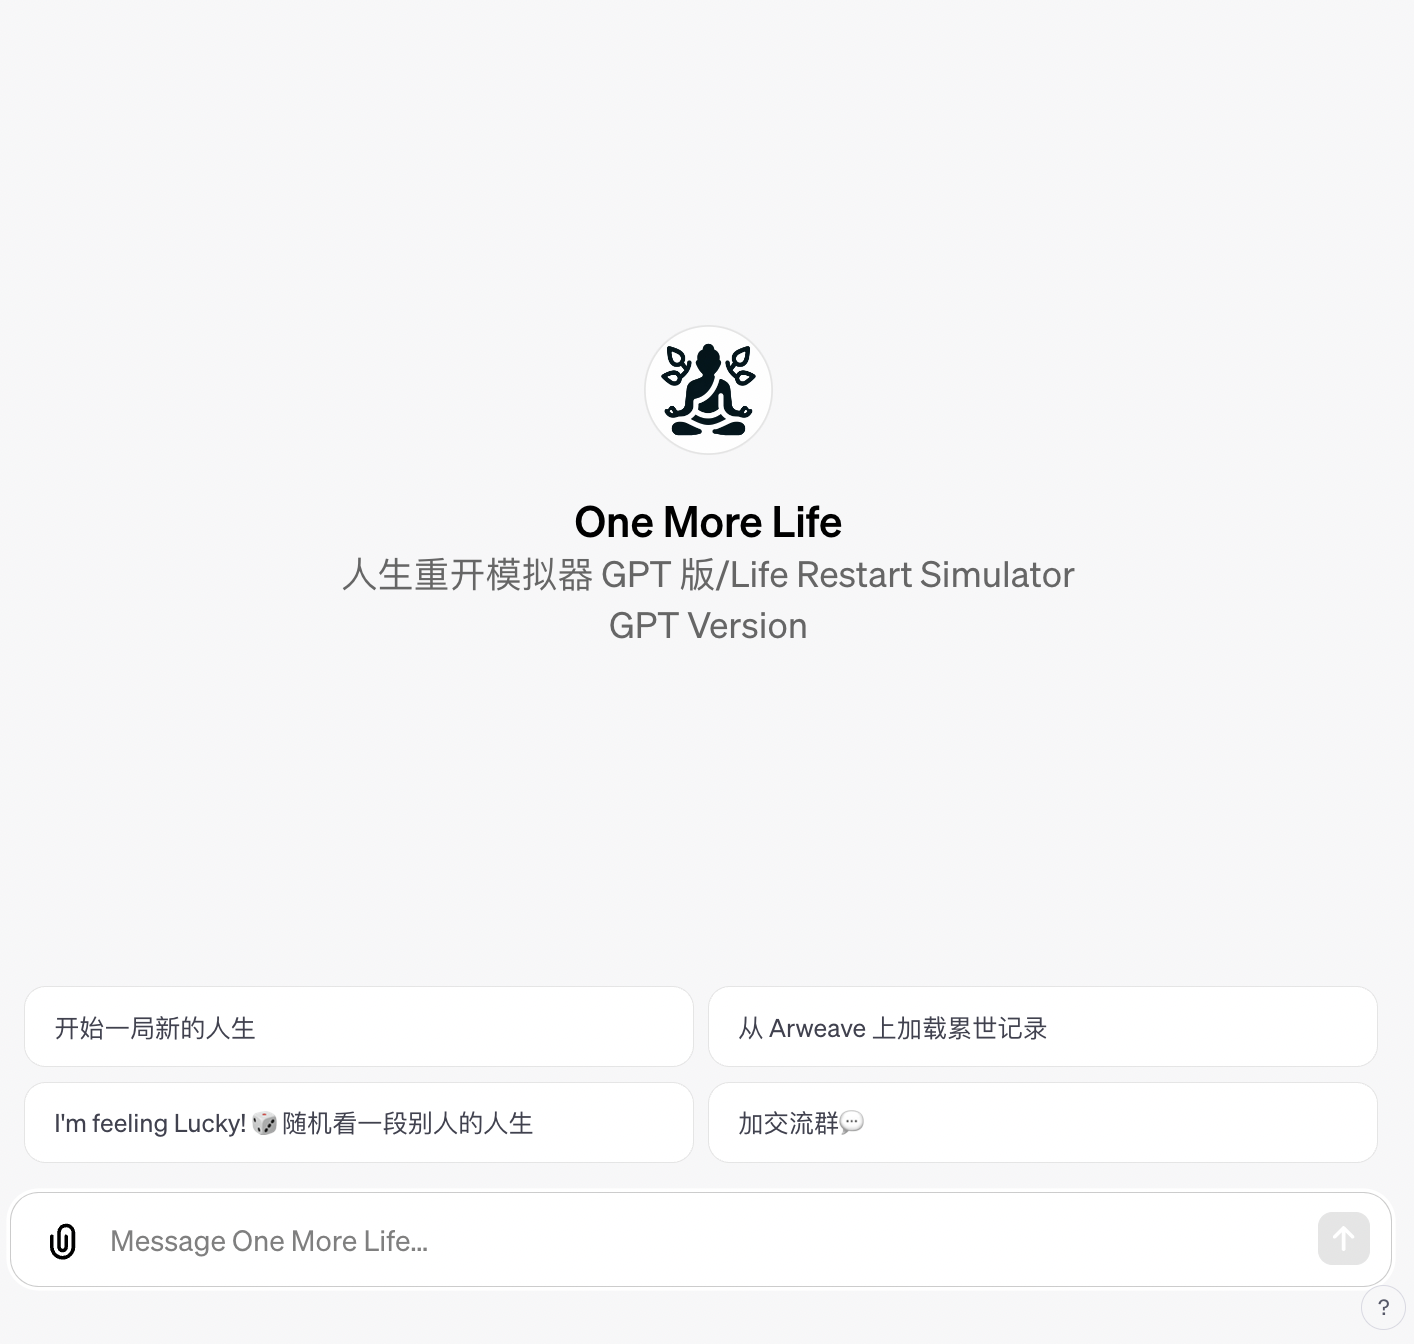 One More Life
人生重开模拟器 GPT 版/Life Restart Simulator
GPT Version
开始一局新的人生
从 Arweave 上加载累世记录
I'm feeling Lucky! 🎲 随机看一段别人的人生
加交流群💬
Message One More Life...
?